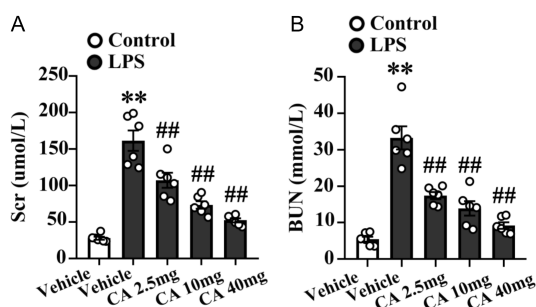 A
Control
LPS
Scr (umol/L)
250
200
150
100
50
0
**
##
##
##
Vehicle
Vehicle
CA 2.5mg
CA 10mg
CA 40mg
B
Control
LPS
BUN (mmol/L)
50
40
30
20
10
0
**
##
##
##
Vehicle
Vehicle
CA 2.5mg
CA 10mg
CA 40mg